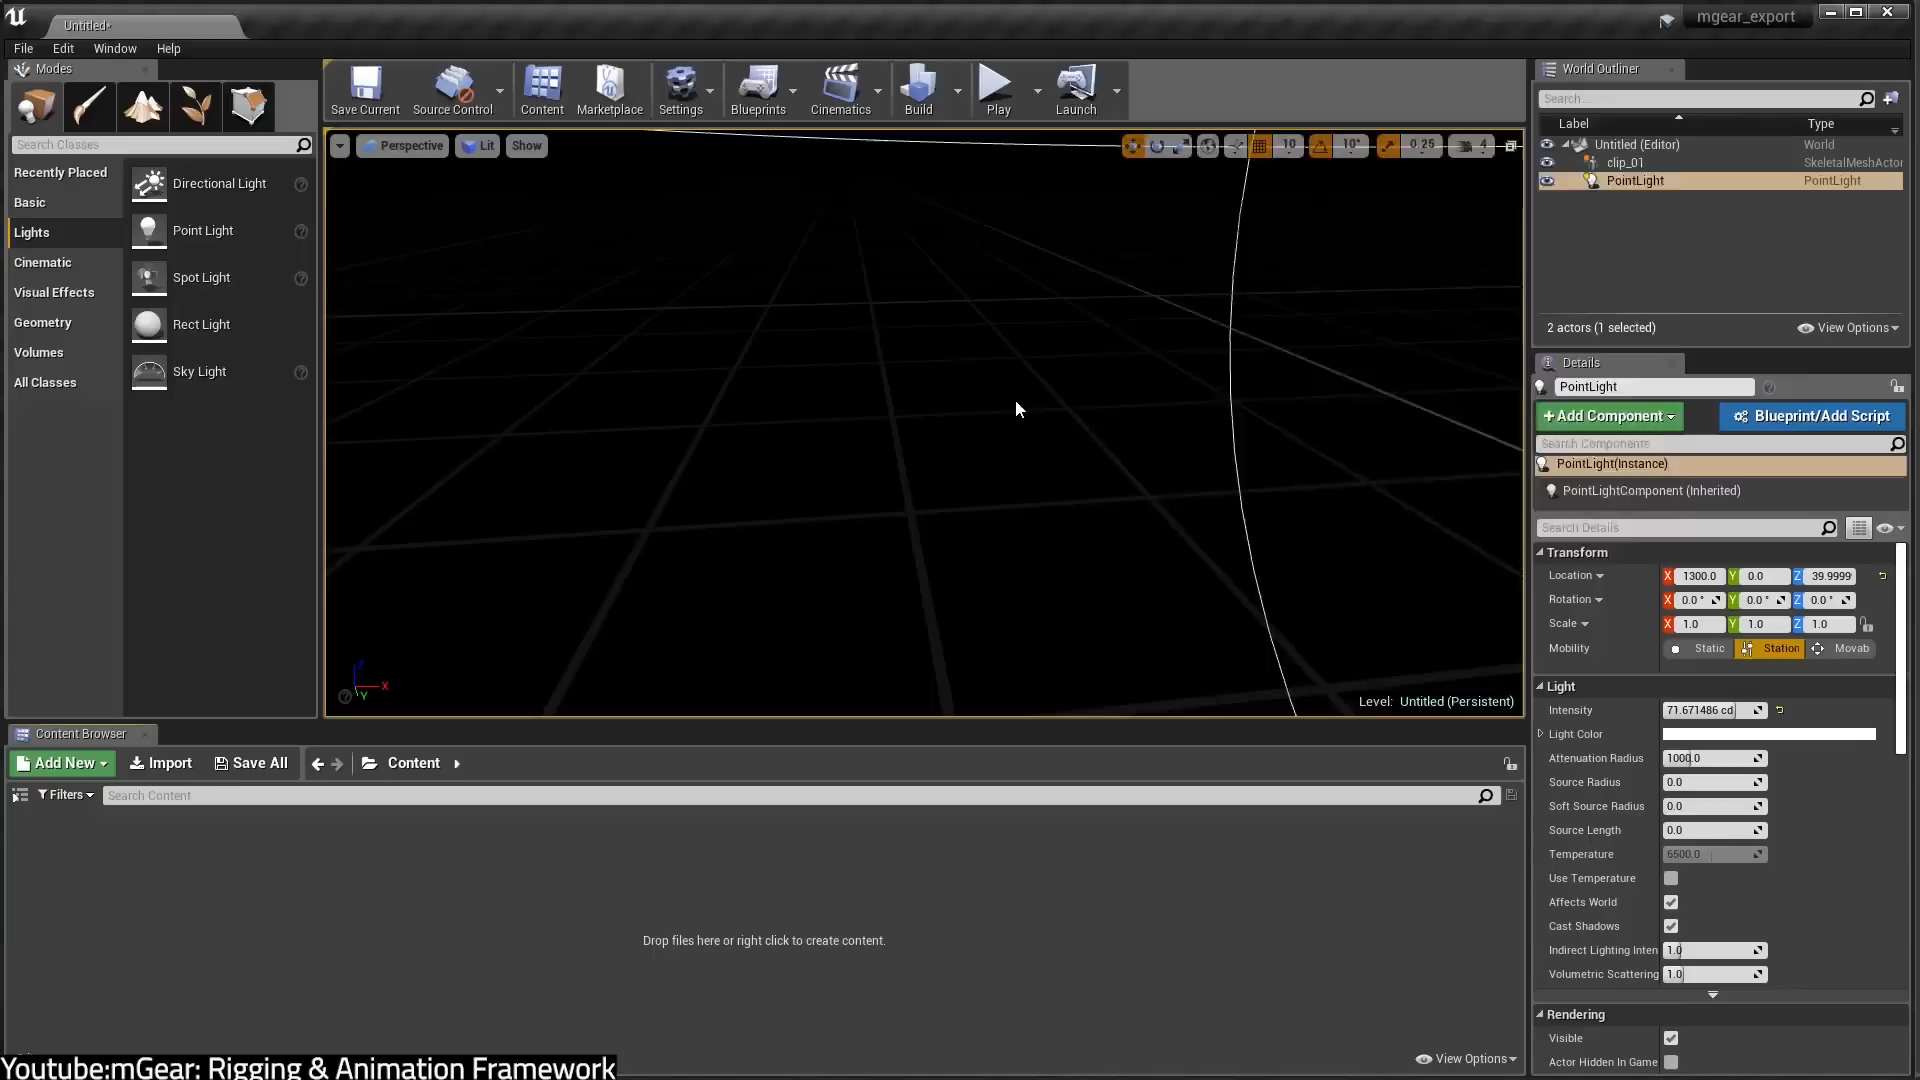 Untitled*
mgear_export
File Edit Window Help
Modes
Search Classes
Recently Placed
Basic
Lights
Cinematic
Visual Effects
Geometry
Volumes
All Classes
Directional Light
Point Light
Spot Light
Rect Light
Sky Light
Save Current Source Control Content Marketplace Settings Blueprints Cinematics Build Play Launch
Perspective Lit Show
10 10° 0.25 4
Z
X
Y
Level: Untitled (Persistent)
World Outliner
Search...
Label Type
Untitled (Editor) World
clip_01 SkeletalMeshActor
PointLight PointLight
2 actors (1 selected) View Options
Details
PointLight
+Add Component Blueprint/Add Script
Search Components
PointLight(Instance)
PointLightComponent (Inherited)
Search Details
Transform
Location X 1300.0 Y 0.0 Z 39.9999
Rotation X 0.0 ° Y 0.0 ° Z 0.0 °
Scale X 1.0 Y 1.0 Z 1.0
Mobility Static Station Movab
Light
Intensity 71.671486 cd
Light Color
Attenuation Radius 1000.0
Source Radius 0.0
Soft Source Radius 0.0
Source Length 0.0
Temperature 6500.0
Use Temperature
Affects World
Cast Shadows
Indirect Lighting Inten 1.0
Volumetric Scattering 1.0
Rendering
Visible
Actor Hidden In Game
Content Browser
Add New Import Save All Content
Filters Search Content
Drop files here or right click to create content.
View Options
Youtube:mGear: Rigging & Animation Framework